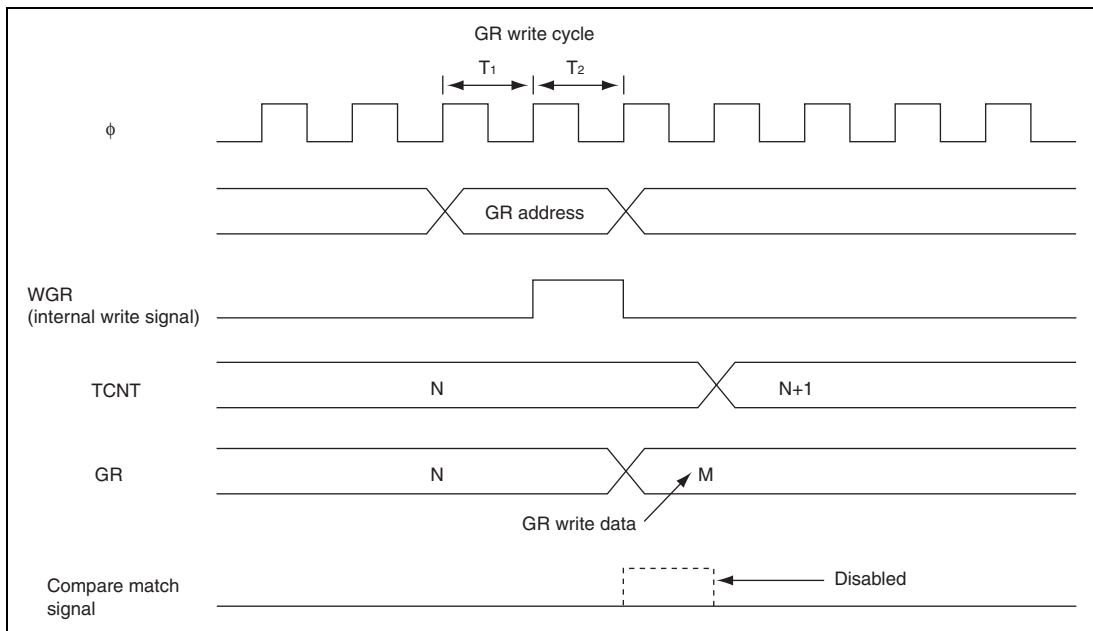 GR write cycle
T1 T2
ϕ
GR address
WGR
(internal write signal)
TCNT N N+1
GR N M
GR write data
Compare match
signal
Disabled